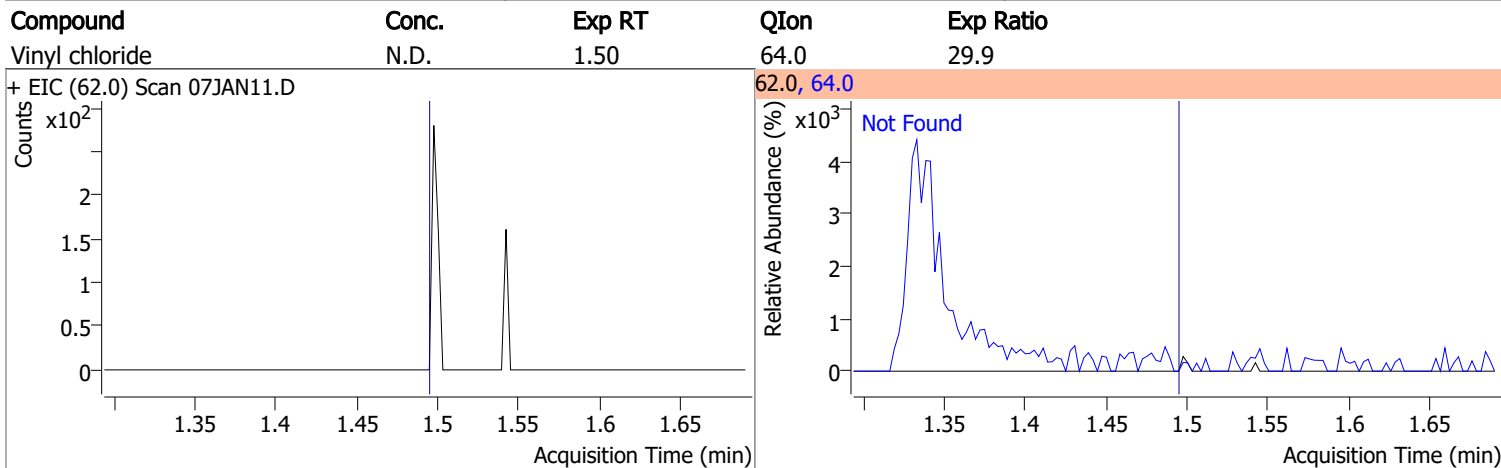 Compound Conc. Exp RT QIon Exp Ratio
Vinyl chloride N.D. 1.50 64.0 29.9
+ EIC (62.0) Scan 07JAN11.D
Counts
x10²
2
1.5
1
0.5
0
1.35 1.4 1.45 1.5 1.55 1.6 1.65
Acquisition Time (min)
62.0, 64.0
Relative Abundance (%)
x10³
Not Found
4
3
2
1
0
1.35 1.4 1.45 1.5 1.55 1.6 1.65
Acquisition Time (min)